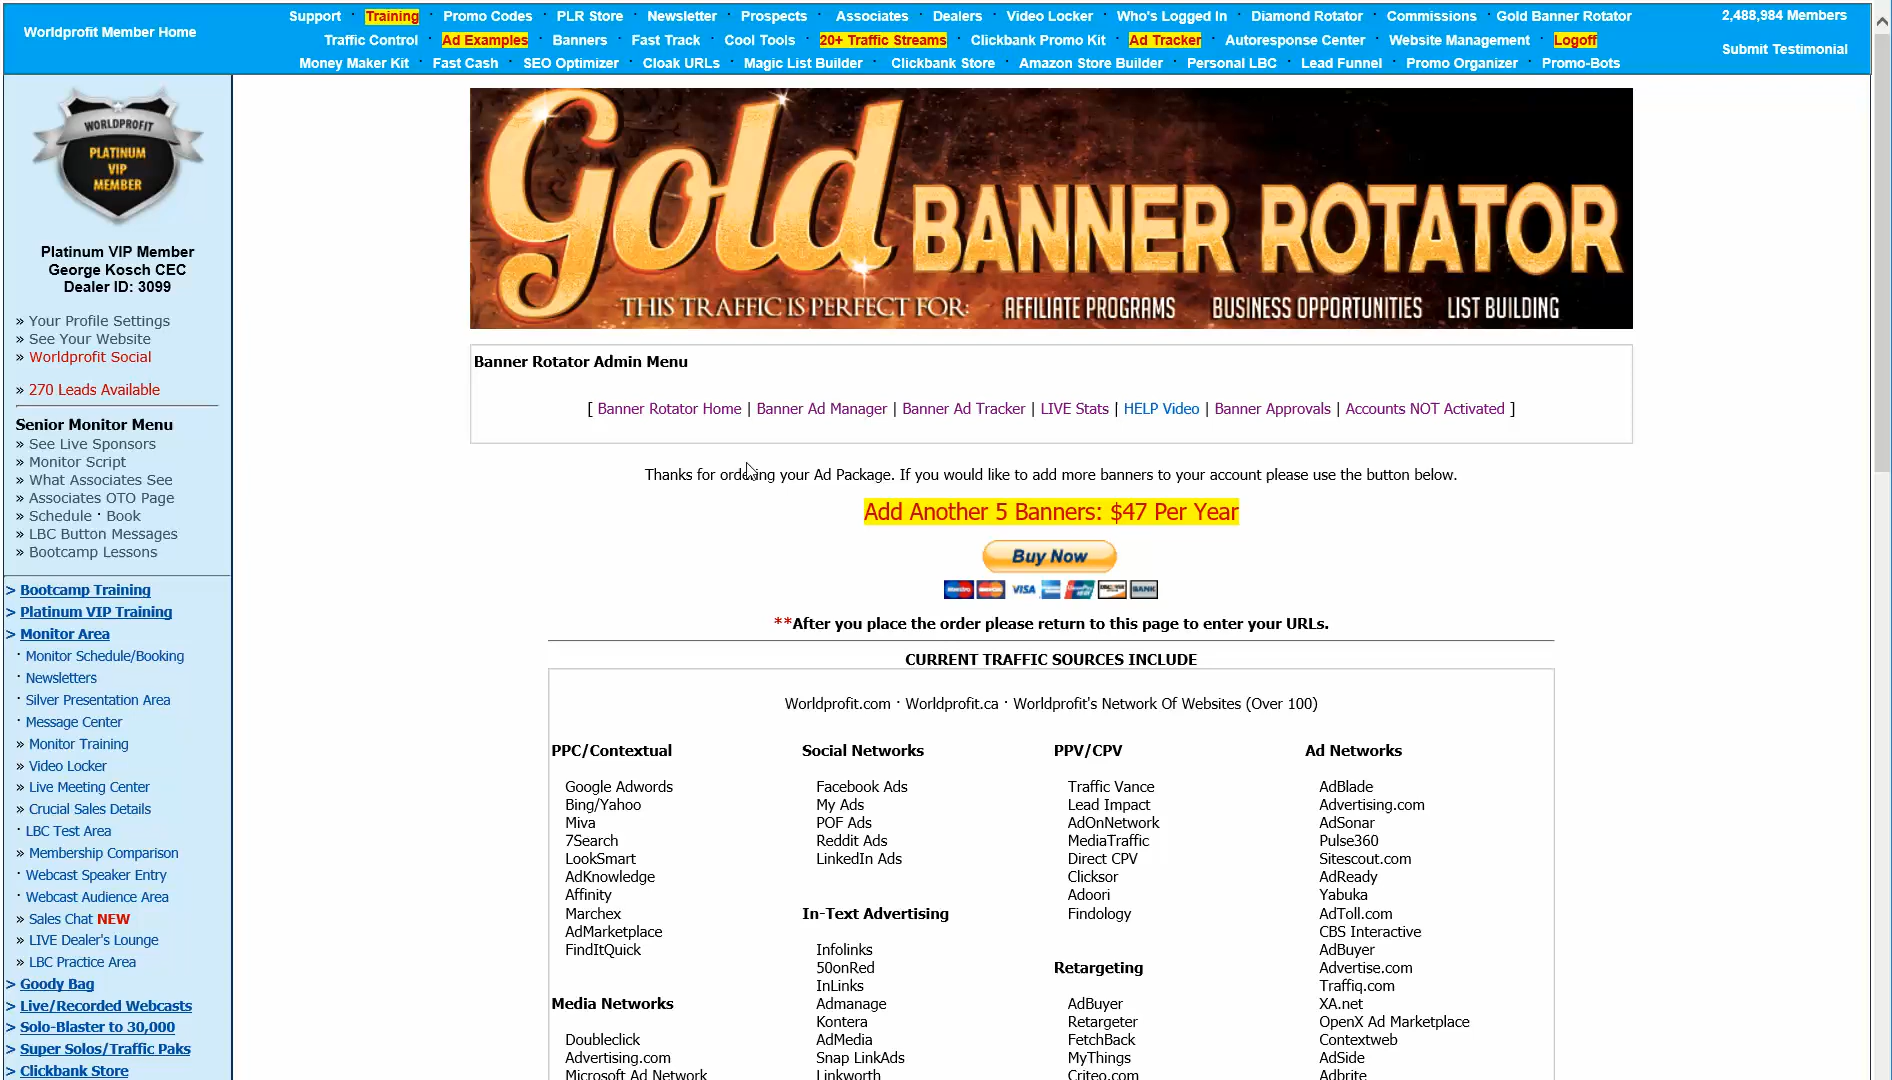 Worldprofit Member Home
Support · Training · Promo Codes · PLR Store · Newsletter · Prospects · Associates · Dealers · Video Locker · Who's Logged In · Diamond Rotator · Commissions · Gold Banner Rotator
Traffic Control · Ad Examples · Banners · Fast Track · Cool Tools · 20+ Traffic Streams · Clickbank Promo Kit · Ad Tracker · Autoresponse Center · Website Management · Logoff
Money Maker Kit · Fast Cash · SEO Optimizer · Cloak URLs · Magic List Builder · Clickbank Store · Amazon Store Builder · Personal LBC · Lead Funnel · Promo Organizer · Promo-Bots
2,488,984 Members
Submit Testimonial
WORLDPROFIT
PLATINUM
VIP
MEMBER
Platinum VIP Member
George Kosch CEC
Dealer ID: 3099
» Your Profile Settings
» See Your Website
» Worldprofit Social
» 270 Leads Available
Senior Monitor Menu
» See Live Sponsors
» Monitor Script
» What Associates See
» Associates OTO Page
» Schedule · Book
» LBC Button Messages
» Bootcamp Lessons
> Bootcamp Training
> Platinum VIP Training
> Monitor Area
· Monitor Schedule/Booking
· Newsletters
· Silver Presentation Area
· Message Center
» Monitor Training
» Video Locker
» Live Meeting Center
» Crucial Sales Details
· LBC Test Area
» Membership Comparison
· Webcast Speaker Entry
· Webcast Audience Area
» Sales Chat NEW
» LIVE Dealer's Lounge
» LBC Practice Area
> Goody Bag
> Live/Recorded Webcasts
> Solo-Blaster to 30,000
> Super Solos/Traffic Paks
> Clickbank Store
Gold BANNER ROTATOR
THIS TRAFFIC IS PERFECT FOR: AFFILIATE PROGRAMS BUSINESS OPPORTUNITIES LIST BUILDING
Banner Rotator Admin Menu
[ Banner Rotator Home | Banner Ad Manager | Banner Ad Tracker | LIVE Stats | HELP Video | Banner Approvals | Accounts NOT Activated ]
Thanks for ordering your Ad Package. If you would like to add more banners to your account please use the button below.
Add Another 5 Banners: $47 Per Year
Buy Now
Maestro VISA DISCOVER BANK
**After you place the order please return to this page to enter your URLs.
CURRENT TRAFFIC SOURCES INCLUDE
Worldprofit.com · Worldprofit.ca · Worldprofit's Network Of Websites (Over 100)
PPC/Contextual
Google Adwords
Bing/Yahoo
Miva
7Search
LookSmart
AdKnowledge
Affinity
Marchex
AdMarketplace
FindItQuick
Media Networks
Doubleclick
Advertising.com
Microsoft Ad Network
Social Networks
Facebook Ads
My Ads
POF Ads
Reddit Ads
LinkedIn Ads
In-Text Advertising
Infolinks
50onRed
InLinks
Admanage
Kontera
AdMedia
Snap LinkAds
Linkworth
PPV/CPV
Traffic Vance
Lead Impact
AdOnNetwork
MediaTraffic
Direct CPV
Clicksor
Adoori
Findology
Retargeting
AdBuyer
Retargeter
FetchBack
MyThings
Criteo.com
Ad Networks
AdBlade
Advertising.com
AdSonar
Pulse360
Sitescout.com
AdReady
Yabuka
AdToll.com
CBS Interactive
AdBuyer
Advertise.com
Traffiq.com
XA.net
OpenX Ad Marketplace
Contextweb
AdSide
Adbrite